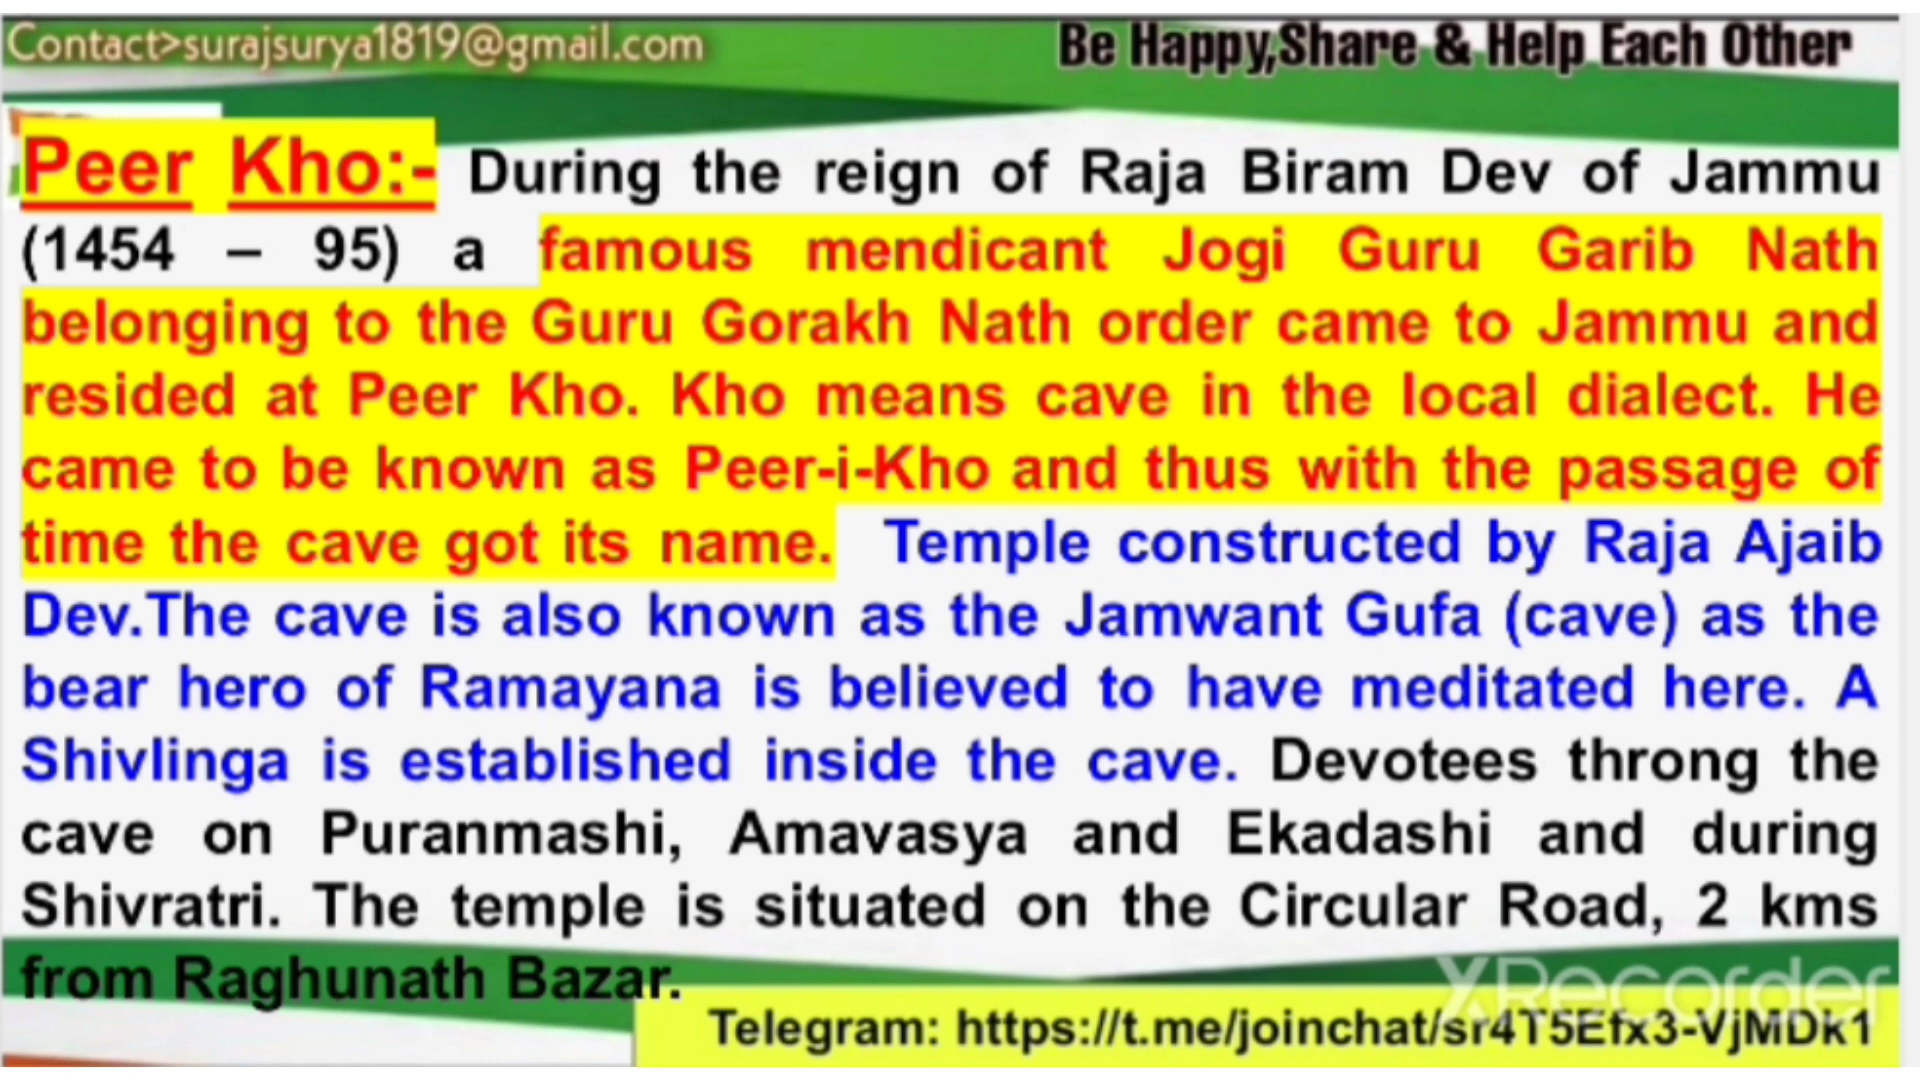 Contact>surajsurya1819@gmail.com
Be Happy,Share & Help Each Other
Peer Kho:- During the reign of Raja Biram Dev of Jammu
(1454 – 95) a famous mendicant Jogi Guru Garib Nath
belonging to the Guru Gorakh Nath order came to Jammu and
resided at Peer Kho. Kho means cave in the local dialect. He
came to be known as Peer-i-Kho and thus with the passage of
time the cave got its name. Temple constructed by Raja Ajaib
Dev.The cave is also known as the Jamwant Gufa (cave) as the
bear hero of Ramayana is believed to have meditated here. A
Shivlinga is established inside the cave. Devotees throng the
cave on Puranmashi, Amavasya and Ekadashi and during
Shivratri. The temple is situated on the Circular Road, 2 kms
from Raghunath Bazar.
XRecorder
Telegram: https://t.me/joinchat/sr4T5Efx3-VjMDk1